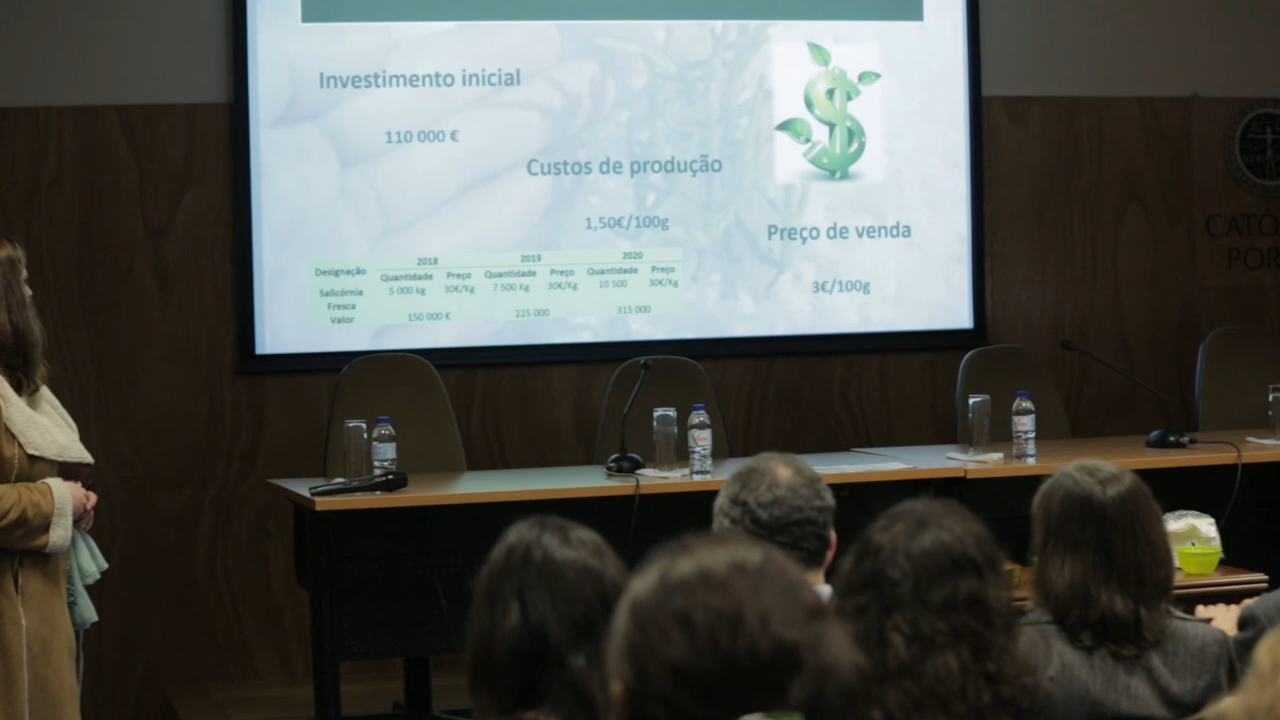 Investimento inicial
110 000 €
Custos de produção
1,50€/100g
Preço de venda
3€/100g
Designação 2018 2019 2020
Quantidade Preço Quantidade Preço Quantidade Preço
Salicórnia Fresca 5 000 kg 30€/Kg 7 500 Kg 30€/Kg 10 500 30€/Kg
Valor 150 000 € 225 000 315 000
CATÓ
POR